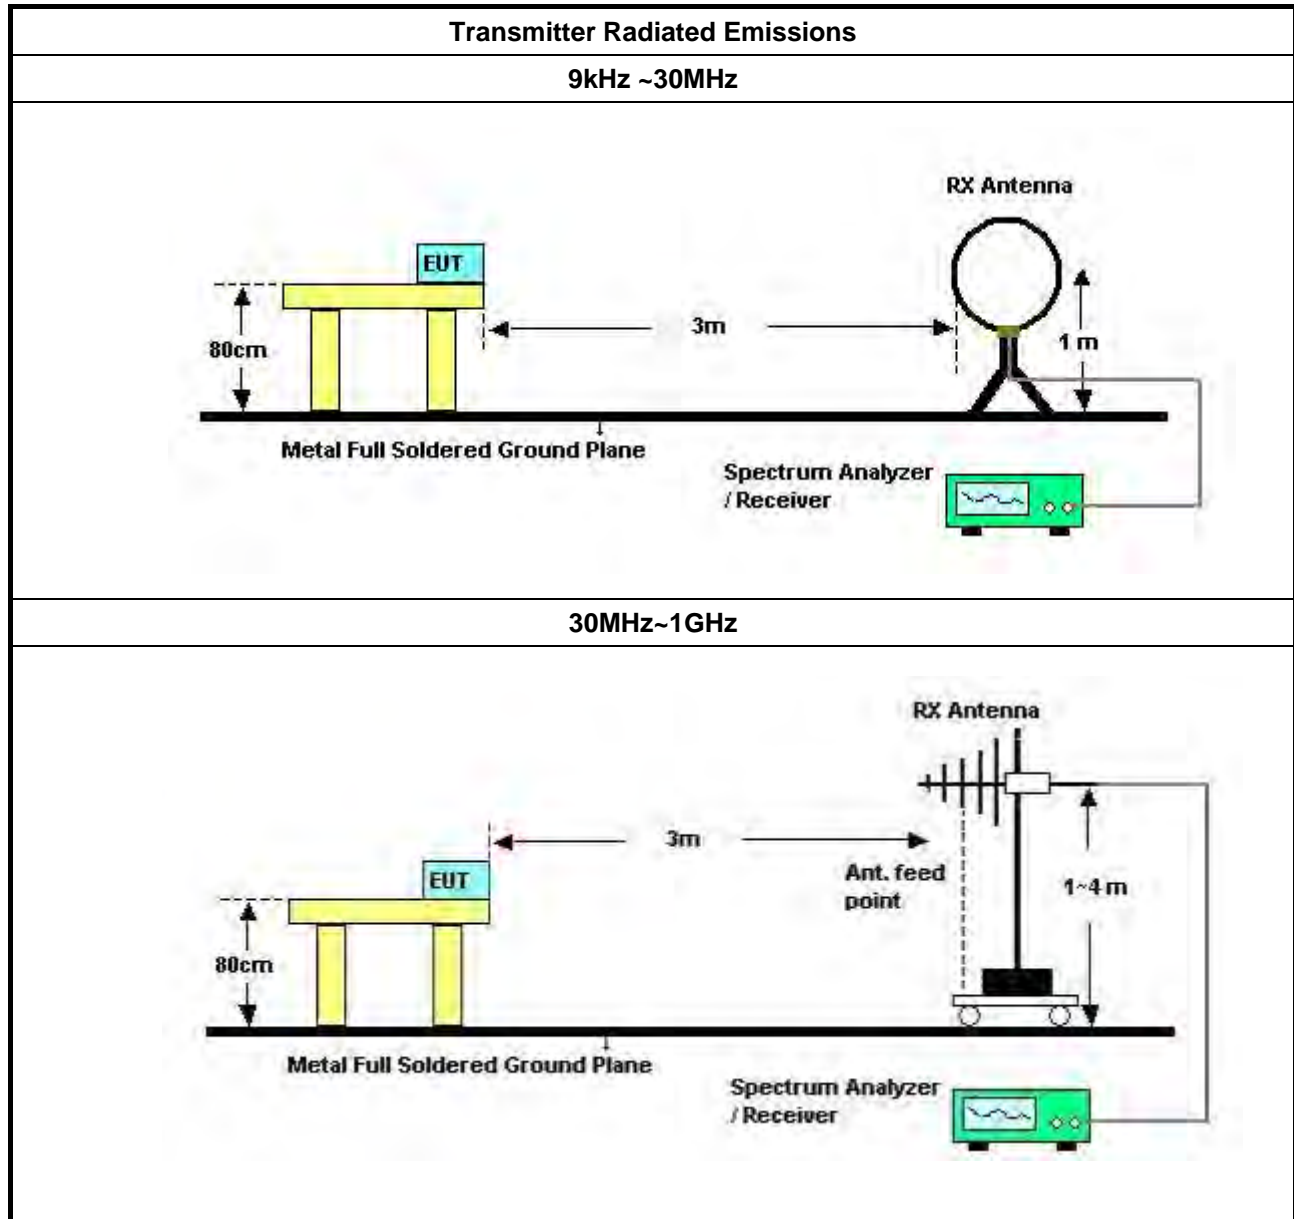 Transmitter Radiated Emissions
9kHz ~30MHz
RX Antenna
EUT
3m
80cm
1 m
Metal Full Soldered Ground Plane
Spectrum Analyzer
/ Receiver
30MHz~1GHz
RX Antenna
3m
EUT
Ant. feed
point
1~4 m
80cm
Metal Full Soldered Ground Plane
Spectrum Analyzer
/ Receiver